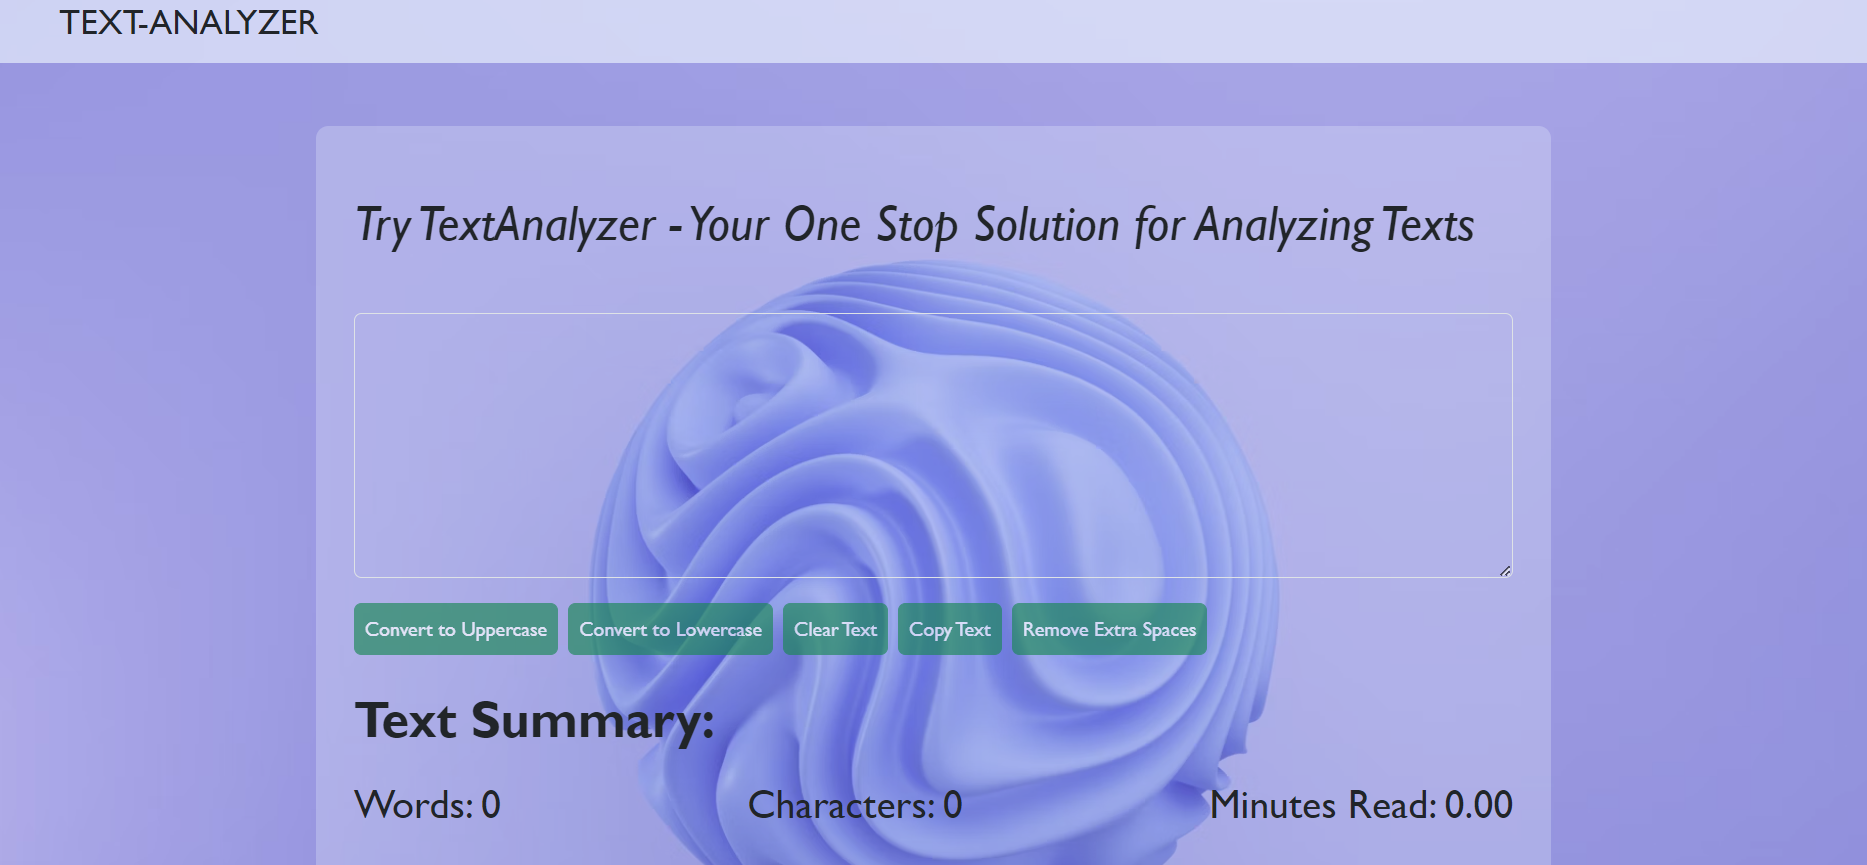 TEXT-ANALYZER
Try TextAnalyzer - Your One Stop Solution for Analyzing Texts
Convert to Uppercase Convert to Lowercase Clear Text Copy Text Remove Extra Spaces
Text Summary:
Words: 0 Characters: 0 Minutes Read: 0.00